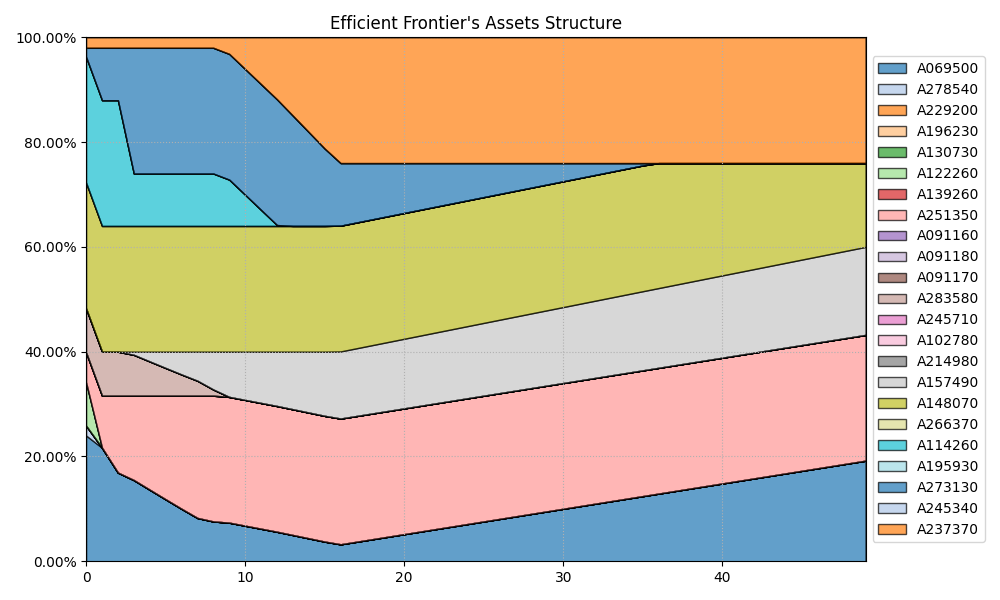 Efficient Frontier's Assets Structure
100.00%
80.00%
60.00%
40.00%
20.00%
0.00%
0
10
20
30
40
A069500
A278540
A229200
A196230
A130730
A122260
A139260
A251350
A091160
A091180
A091170
A283580
A245710
A102780
A214980
A157490
A148070
A266370
A114260
A195930
A273130
A245340
A237370